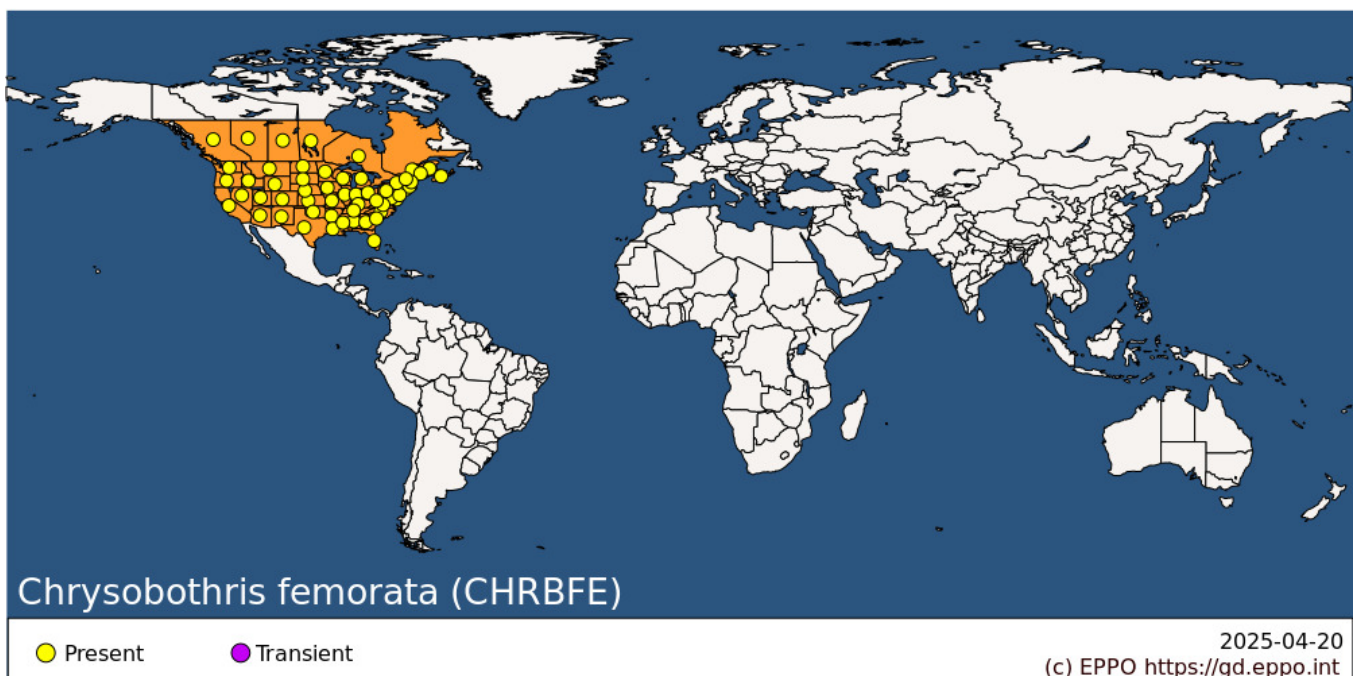 Chrysobothris femorata (CHRBFE)
Present
Transient
2025-04-20
(c) EPPO https://gd.eppo.int